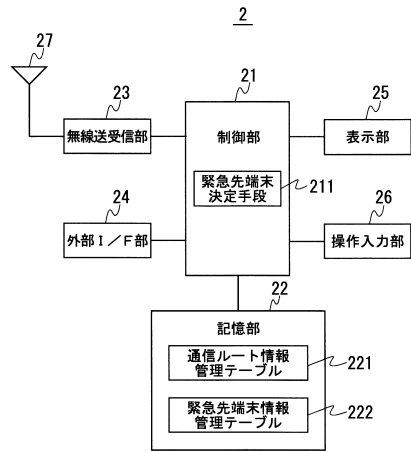 2
27
23
無線送受信部
21
制御部
25
表示部
緊急先端末
決定手段
211
24
外部I/F部
26
操作入力部
22
記憶部
通信ルート情報
管理テーブル
221
緊急先端末情報
管理テーブル
222